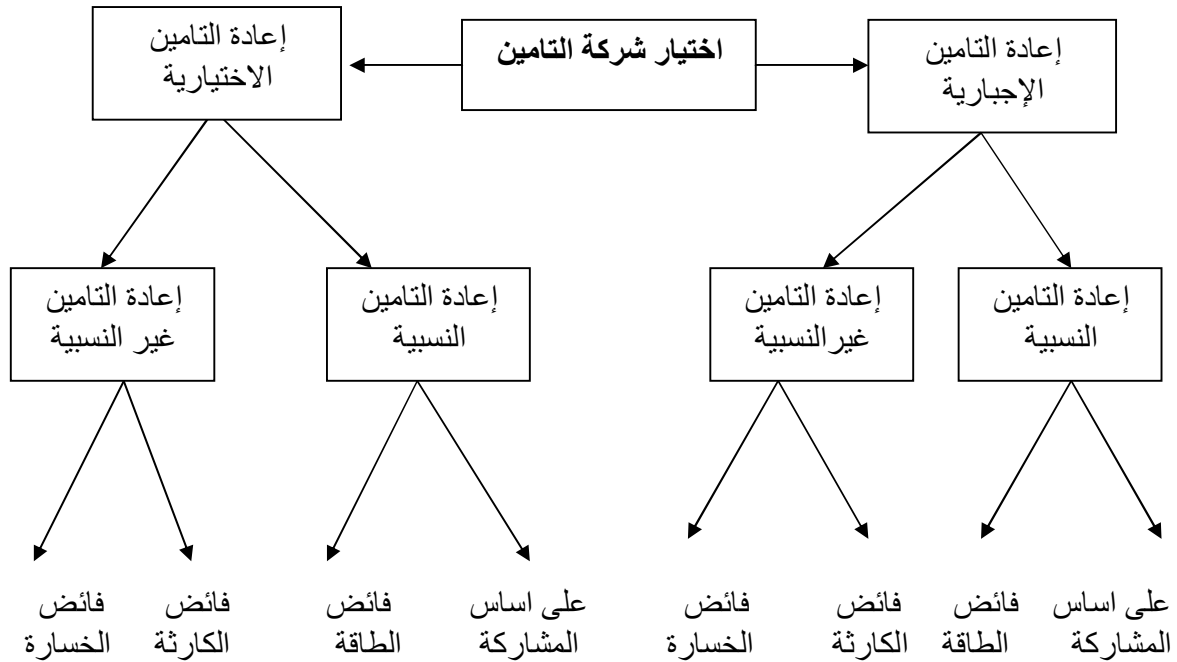 اختيار شركة التامين
إعادة التامين
الإجبارية
إعادة التامين
الاختيارية
إعادة التامين
النسبية
إعادة التامين
غير النسبية
إعادة التامين
النسبية
إعادة التامين
غير النسبية
على اساس
المشاركة
فائض
الطاقة
فائض
الكارثة
فائض
الخسارة
على اساس
المشاركة
فائض
الطاقة
فائض
الكارثة
فائض
الخسارة